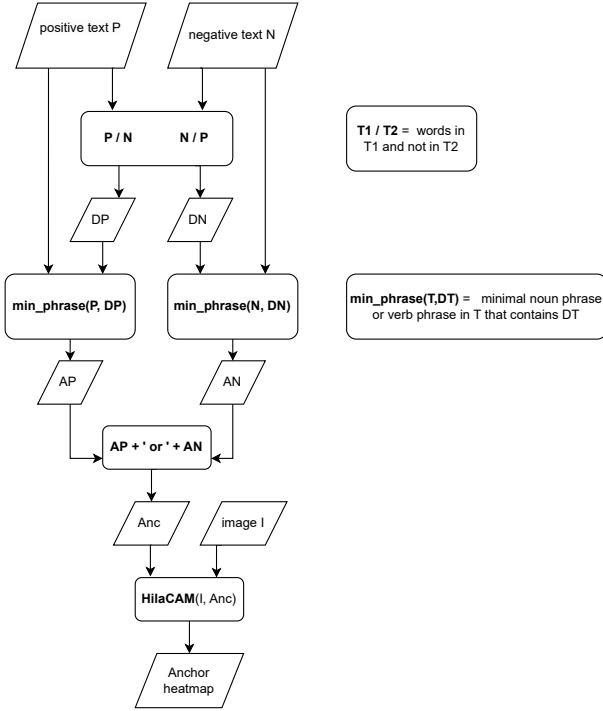 positive text P
negative text N
P / N
N / P
T1 / T2 = words in
T1 and not in T2
DP
DN
min_phrase(P, DP)
min_phrase(N, DN)
min_phrase(T,DT) = minimal noun phrase
or verb phrase in T that contains DT
AP
AN
AP + ' or ' + AN
Anc
image I
HilaCAM(I, Anc)
Anchor
heatmap